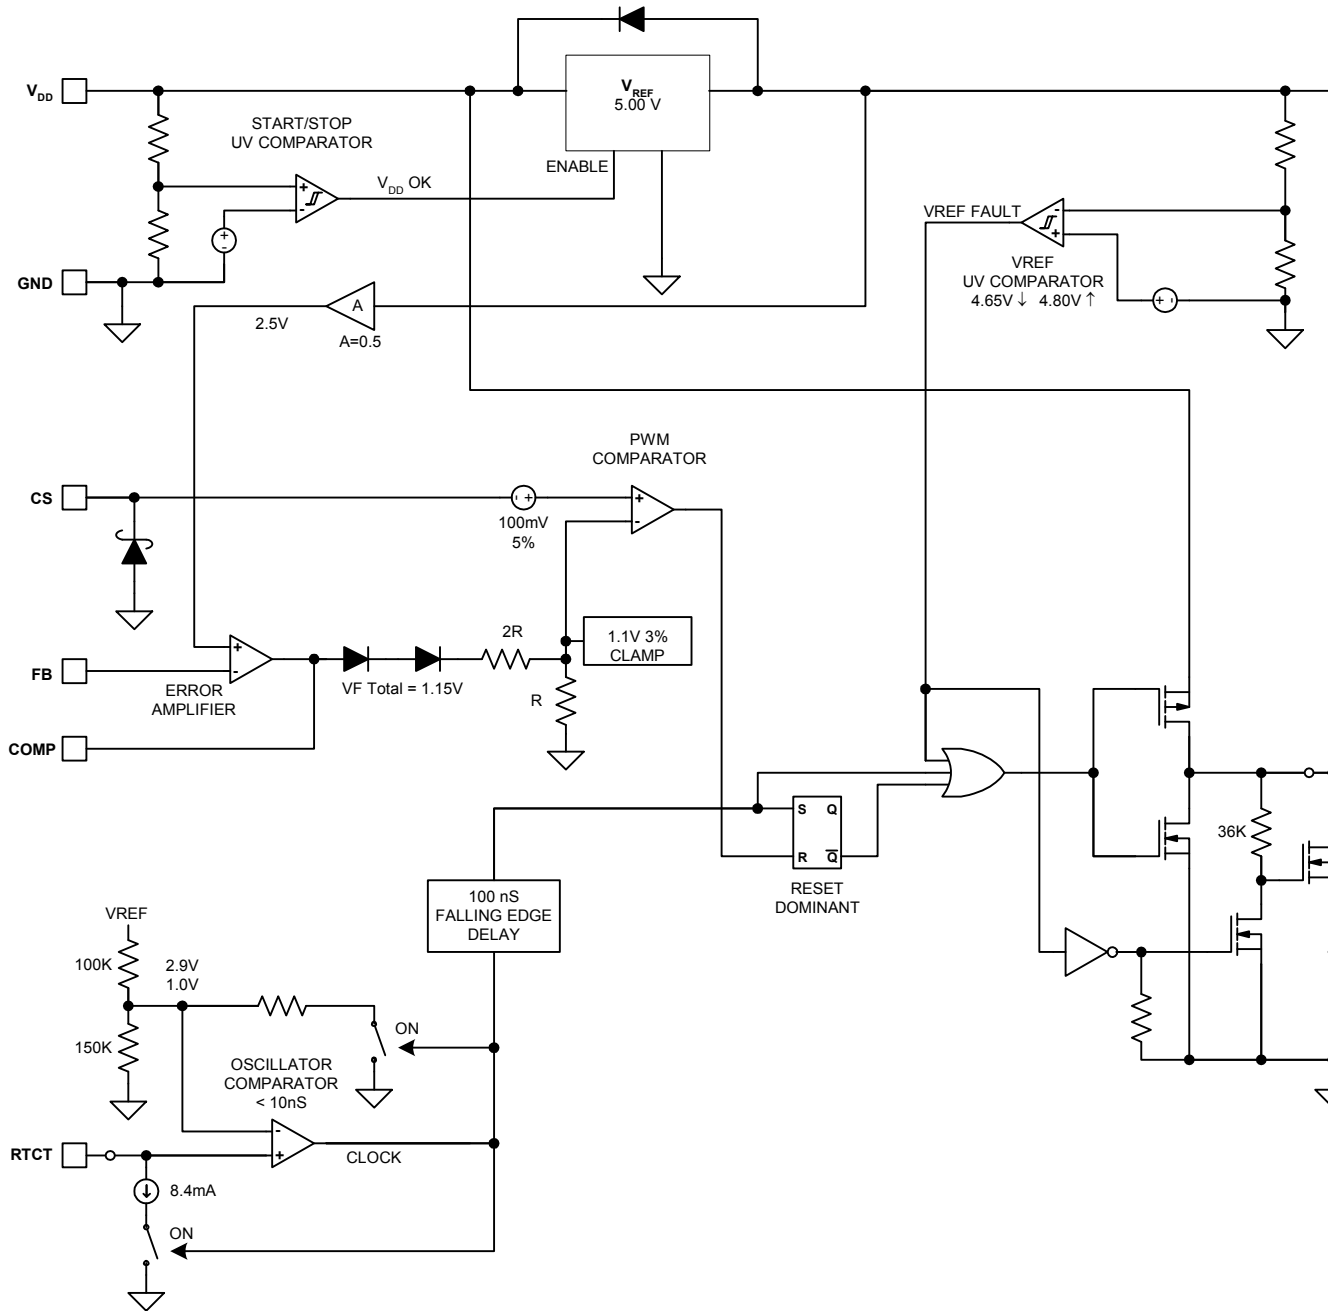 V_DD
V_REF
5.00 V
START/STOP
UV COMPARATOR
ENABLE
V_DD OK
+
-
+
-
VREF FAULT
-
+
VREF
UV COMPARATOR
4.65V ↓ 4.80V ↑
+ -
GND
A
2.5V
A=0.5
PWM
COMPARATOR
CS
- +
100mV
5%
+
-
2R
1.1V 3%
CLAMP
+
-
FB
ERROR
AMPLIFIER
VF Total = 1.15V
R
COMP
S Q
R Q̅
RESET
DOMINANT
36K
100 nS
FALLING EDGE
DELAY
VREF
100K
2.9V
1.0V
150K
ON
OSCILLATOR
COMPARATOR
< 10nS
-
+
RTCT
CLOCK
8.4mA
ON